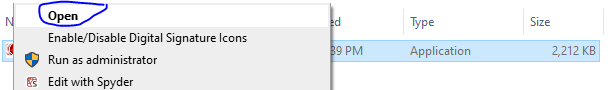 Open
Type
Size
Enable/Disable Digital Signature Icons
Run as administrator
39 PM
Application
2,212 KB
Edit with Spyder